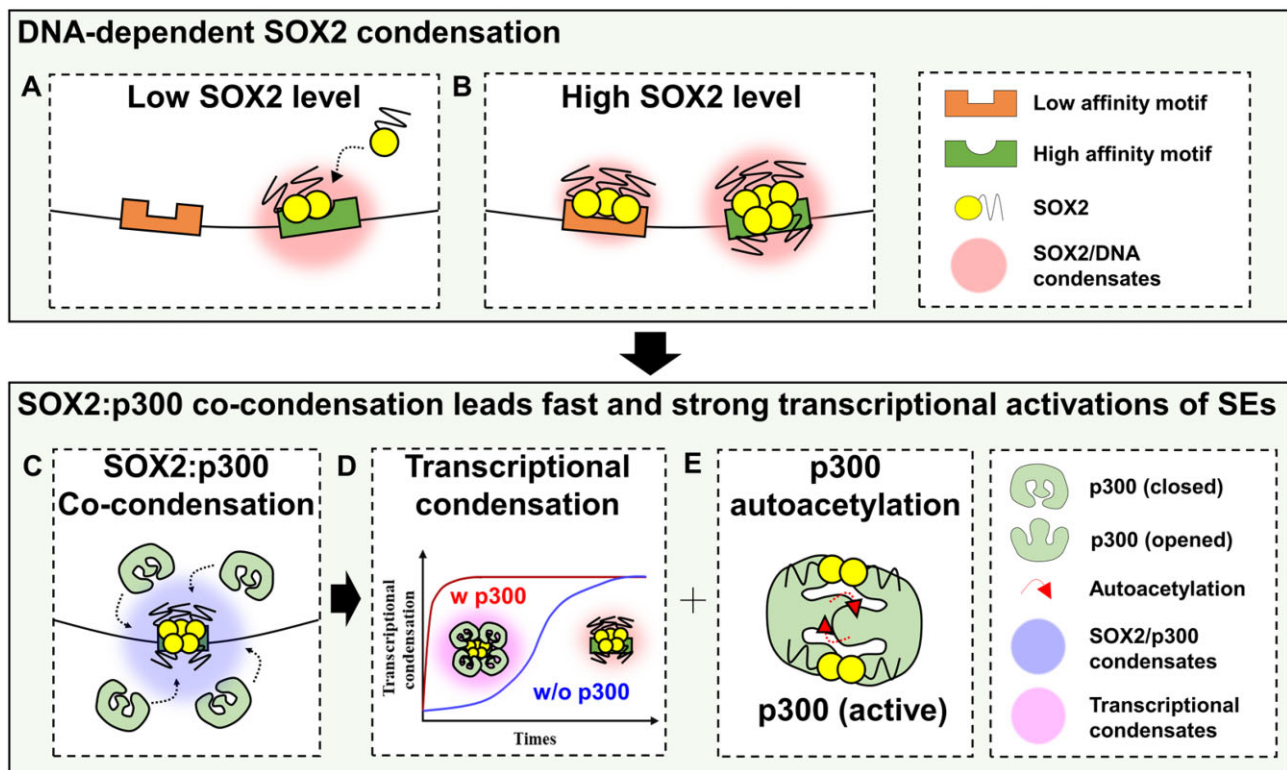 DNA-dependent SOX2 condensation
A
Low SOX2 level
B
High SOX2 level
Low affinity motif
High affinity motif
SOX2
SOX2/DNA
condensates
SOX2:p300 co-condensation leads fast and strong transcriptional activations of SEs
C
SOX2:p300
Co-condensation
D
Transcriptional
condensation
Transcriptional
condensation
w p300
w/o p300
Times
+
E
p300
autoacetylation
p300 (active)
p300 (closed)
p300 (opened)
Autoacetylation
SOX2/p300
condensates
Transcriptional
condensates